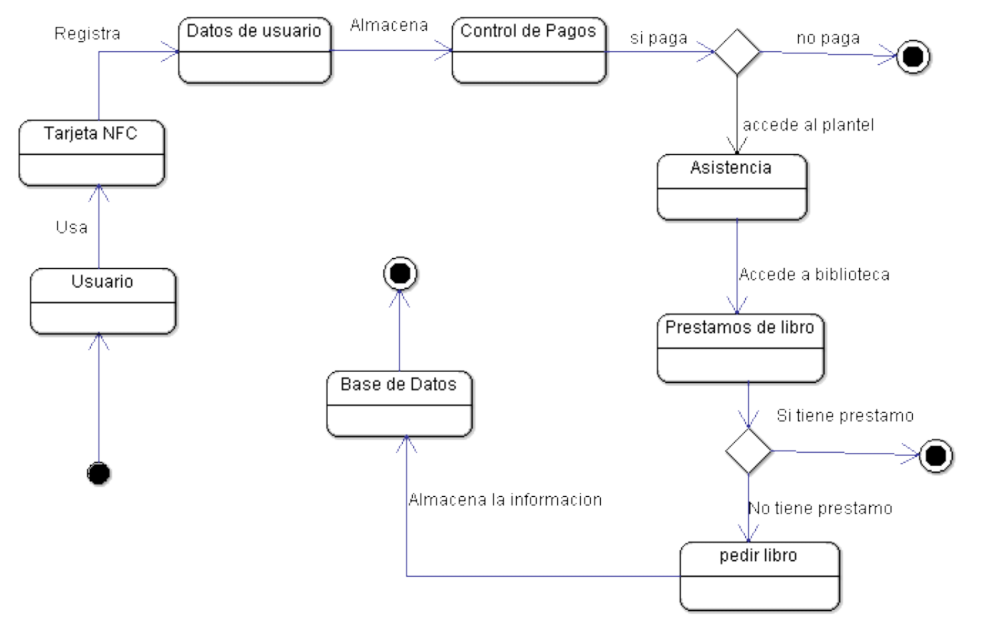 Registra
Datos de usuario
Almacena
Control de Pagos
si paga
no paga
Tarjeta NFC
accede al plantel
Asistencia
Usa
Usuario
Accede a biblioteca
Prestamos de libro
Base de Datos
Si tiene prestamo
Almacena la informacion
No tiene prestamo
pedir libro